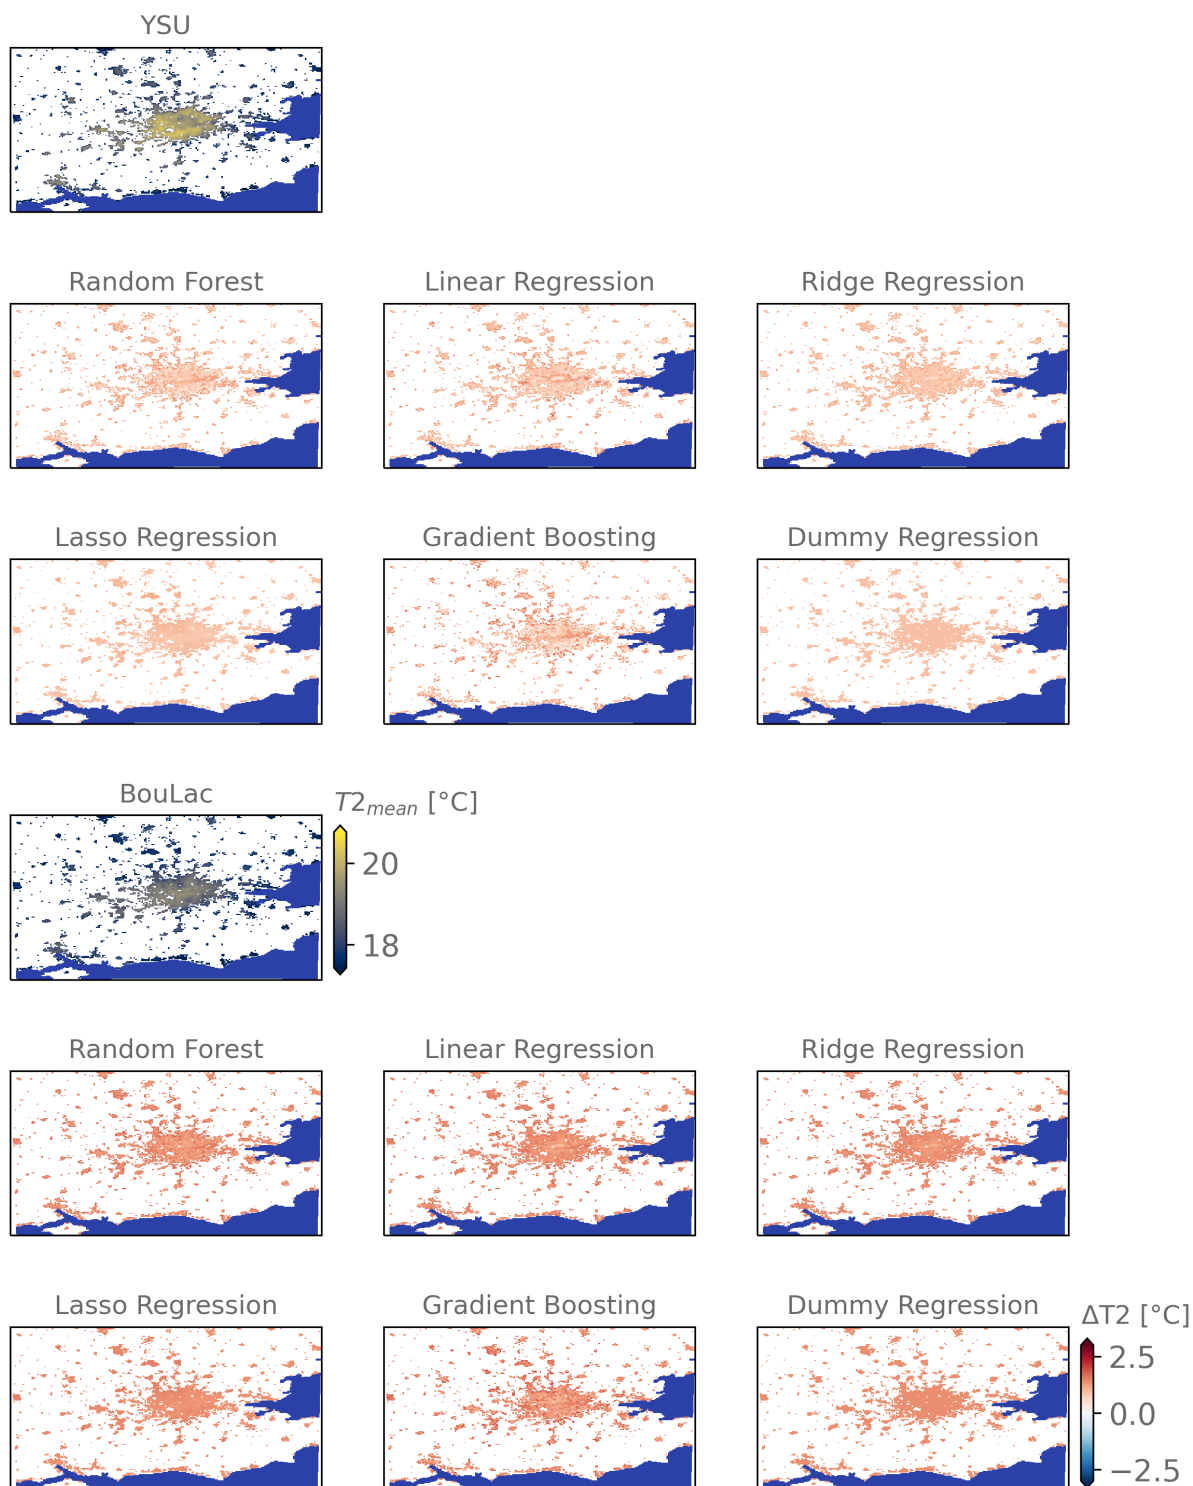 YSU
Random Forest
Linear Regression
Ridge Regression
Lasso Regression
Gradient Boosting
Dummy Regression
BouLac
T2mean [°C]
20
18
Random Forest
Linear Regression
Ridge Regression
Lasso Regression
Gradient Boosting
Dummy Regression
ΔT2 [°C]
2.5
0.0
−2.5